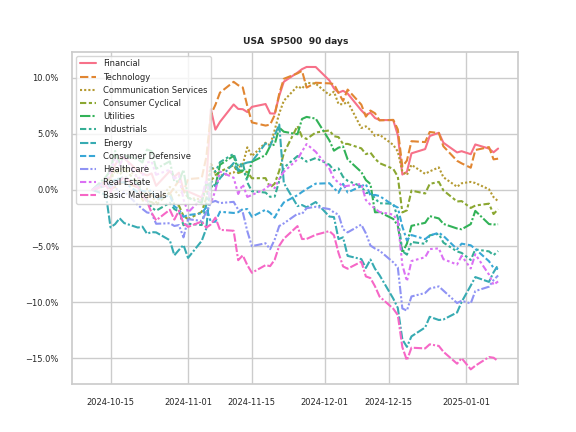 USA SP500 90 days
Financial
Technology
Communication Services
Consumer Cyclical
Utilities
Industrials
Energy
Consumer Defensive
Healthcare
Real Estate
Basic Materials
10.0%
5.0%
0.0%
−5.0%
−10.0%
−15.0%
2024-10-15
2024-11-01
2024-11-15
2024-12-01
2024-12-15
2025-01-01